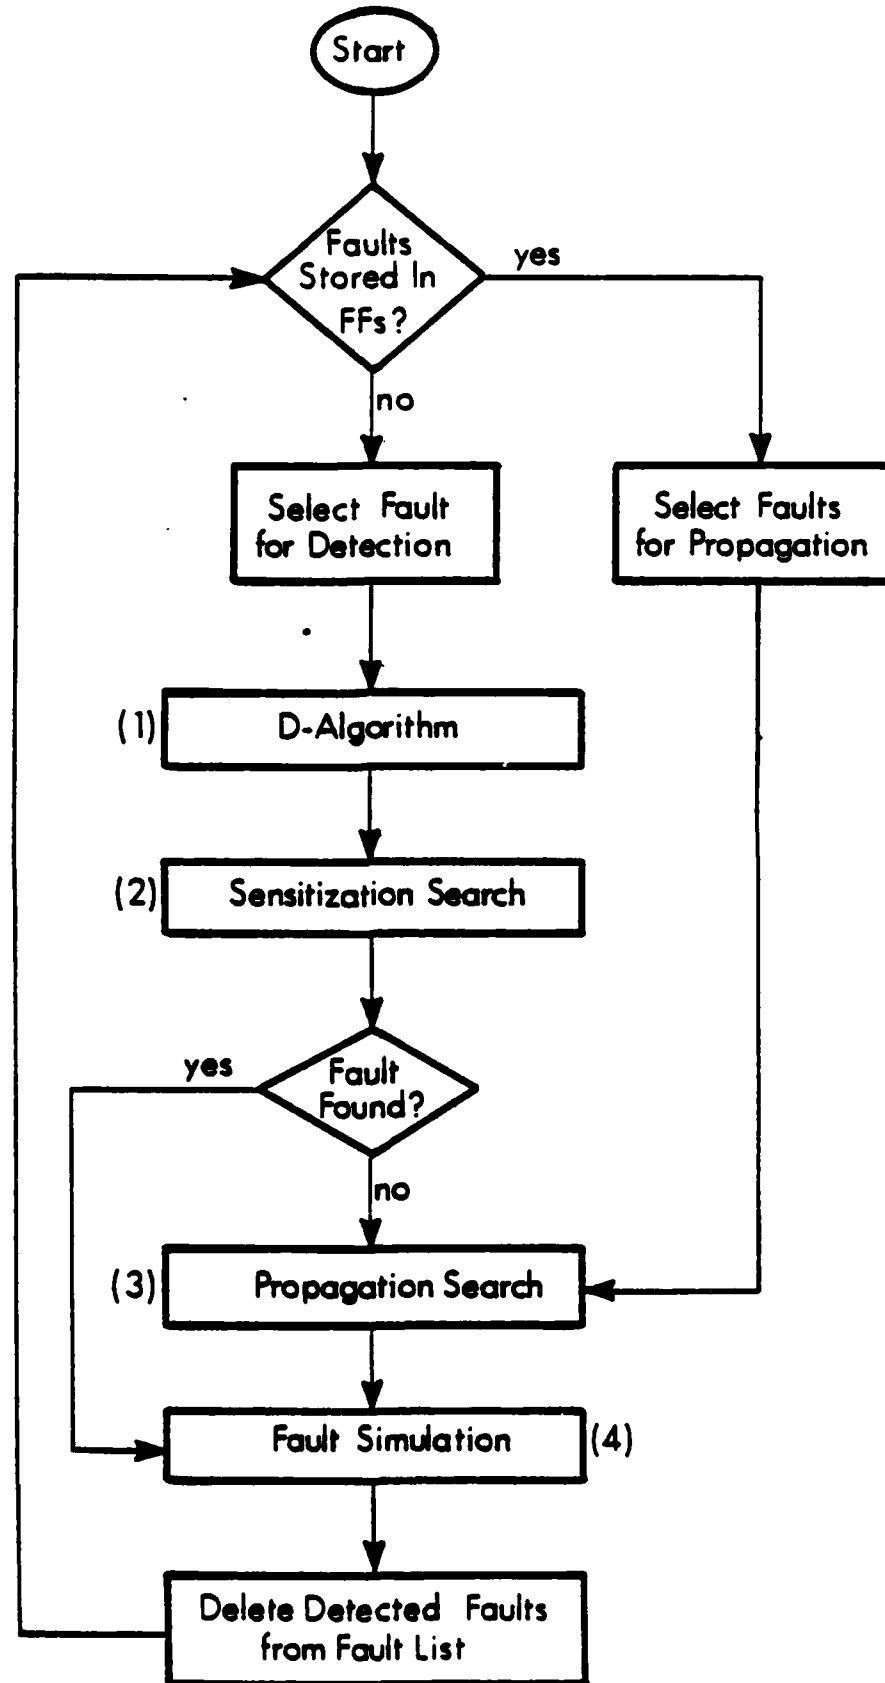 Start
Faults
Stored In
FFs?
yes
no
Select Fault
for Detection
Select Faults
for Propagation
(1)
D-Algorithm
(2)
Sensitization Search
yes
Fault
Found?
no
(3)
Propagation Search
Fault Simulation
(4)
Delete Detected Faults
from Fault List